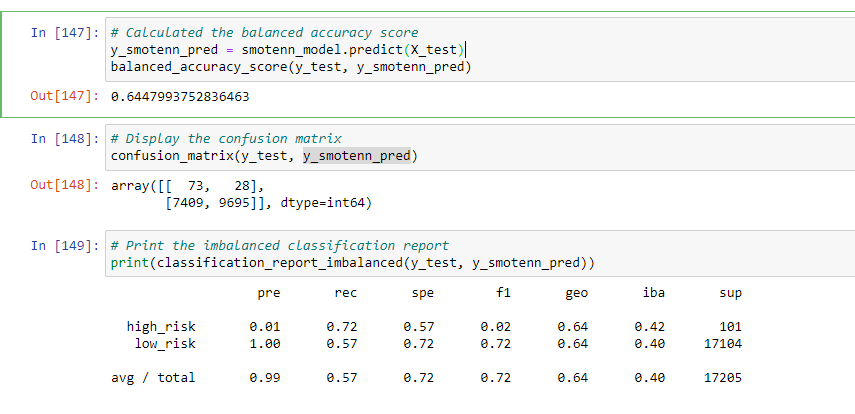 In [147]: # Calculated the balanced accuracy score
y_smotenn_pred = smotenn_model.predict(X_test)
balanced_accuracy_score(y_test, y_smotenn_pred)
Out[147]: 0.6447993752836463
In [148]: # Display the confusion matrix
confusion_matrix(y_test, y_smotenn_pred)
Out[148]: array([[  73,   28],
[7409, 9695]], dtype=int64)
In [149]: # Print the imbalanced classification report
print(classification_report_imbalanced(y_test, y_smotenn_pred))
pre rec spe f1 geo iba sup
high_risk 0.01 0.72 0.57 0.02 0.64 0.42 101
low_risk 1.00 0.57 0.72 0.72 0.64 0.40 17104
avg / total 0.99 0.57 0.72 0.72 0.64 0.40 17205